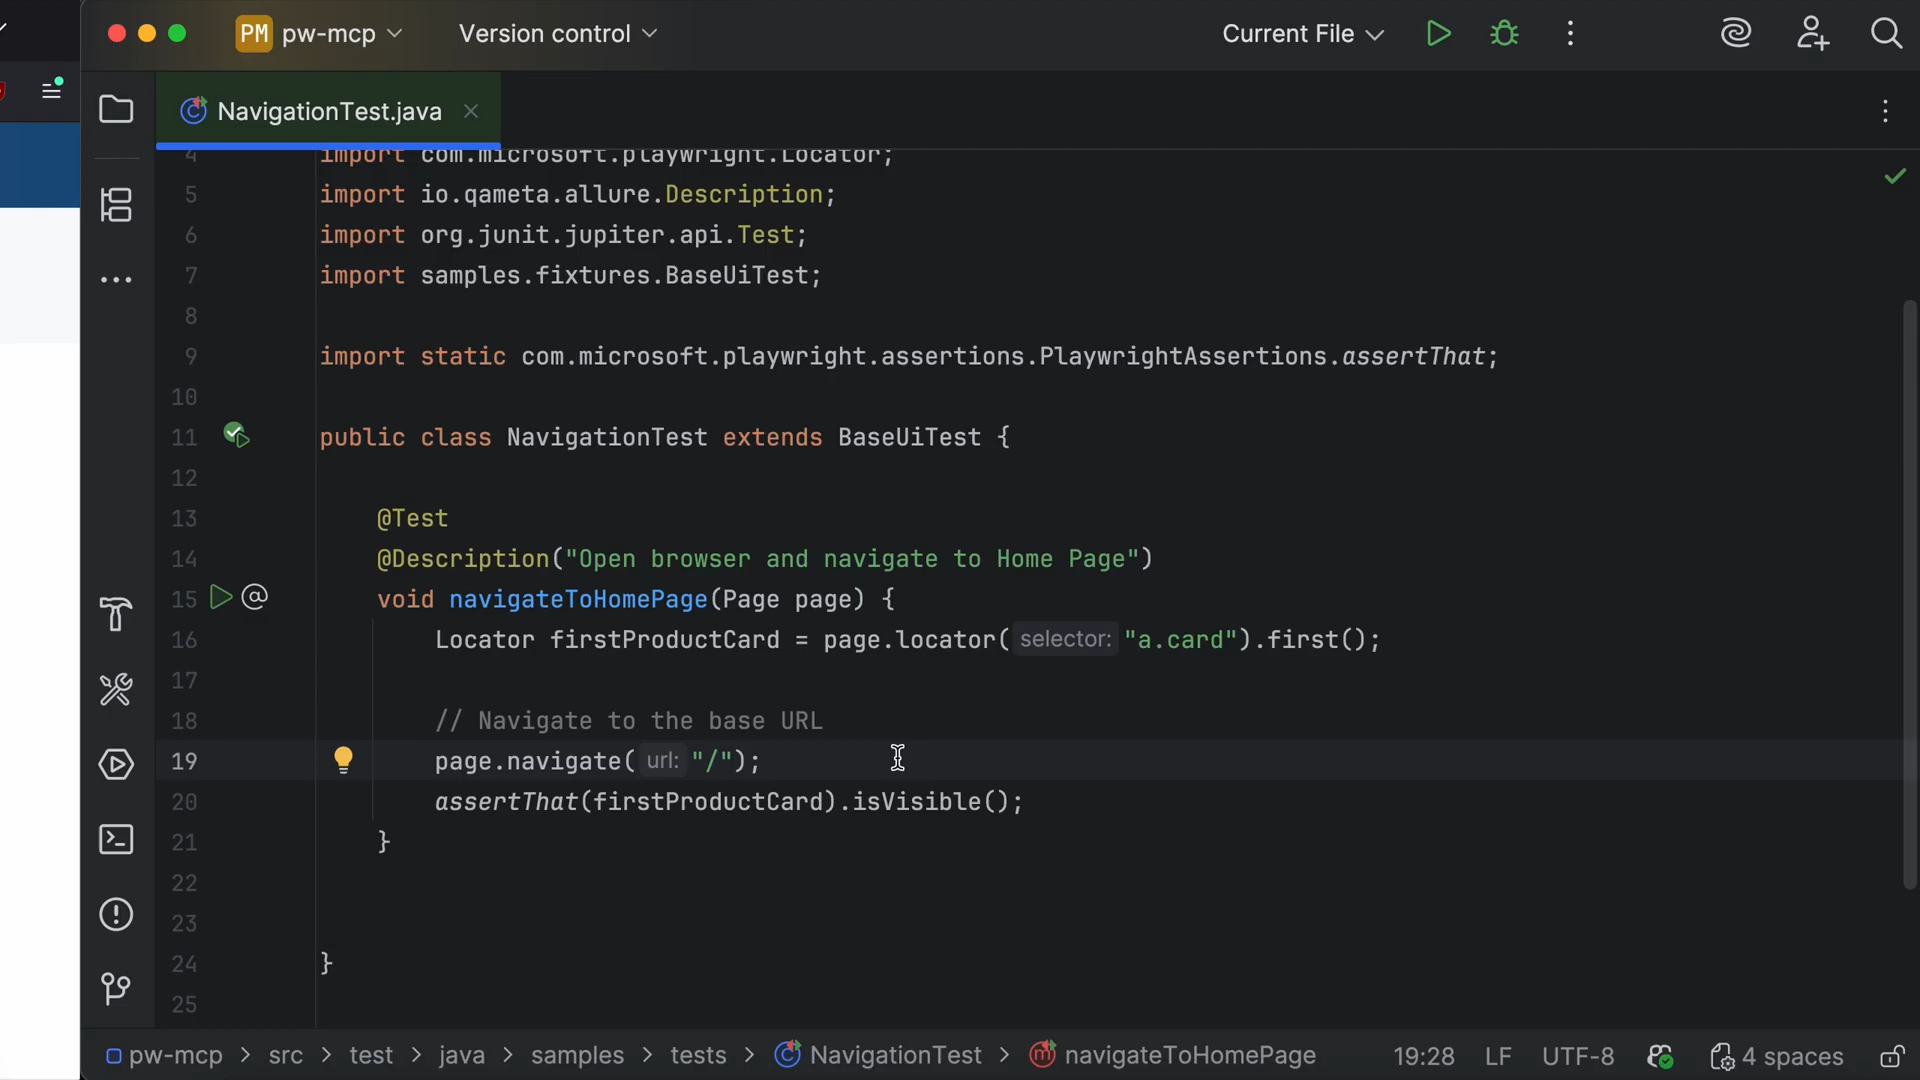 PM pw-mcp Version control Current File
NavigationTest.java
4 import com.microsoft.playwright.Locator;
5 import io.qameta.allure.Description;
6 import org.junit.jupiter.api.Test;
7 import samples.fixtures.BaseUiTest;
8
9 import static com.microsoft.playwright.assertions.PlaywrightAssertions.assertThat;
10
11 public class NavigationTest extends BaseUiTest {
12
13 @Test
14 @Description("Open browser and navigate to Home Page")
15 void navigateToHomePage(Page page) {
16 Locator firstProductCard = page.locator( selector: "a.card").first();
17
18 // Navigate to the base URL
19 page.navigate( url: "/");
20 assertThat(firstProductCard).isVisible();
21 }
22
23
24 }
25
pw-mcp > src > test > java > samples > tests > NavigationTest > navigateToHomePage 19:28 LF UTF-8 4 spaces